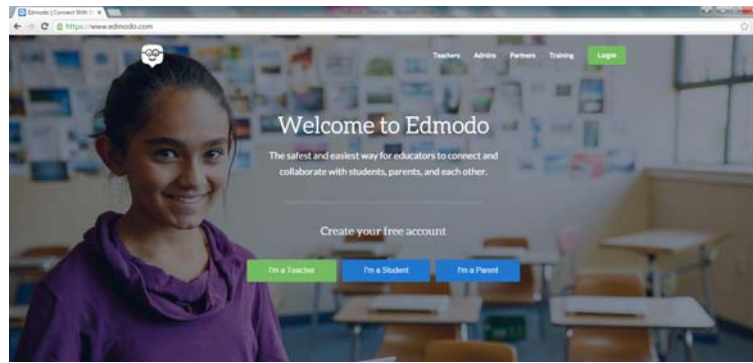 Edmodo | Connect With
https://www.edmodo.com
Teachers Admins Partners Training Login
Welcome to Edmodo
The safest and easiest way for educators to connect and
collaborate with students, parents, and each other.
Create your free account
I'm a Teacher I'm a Student I'm a Parent